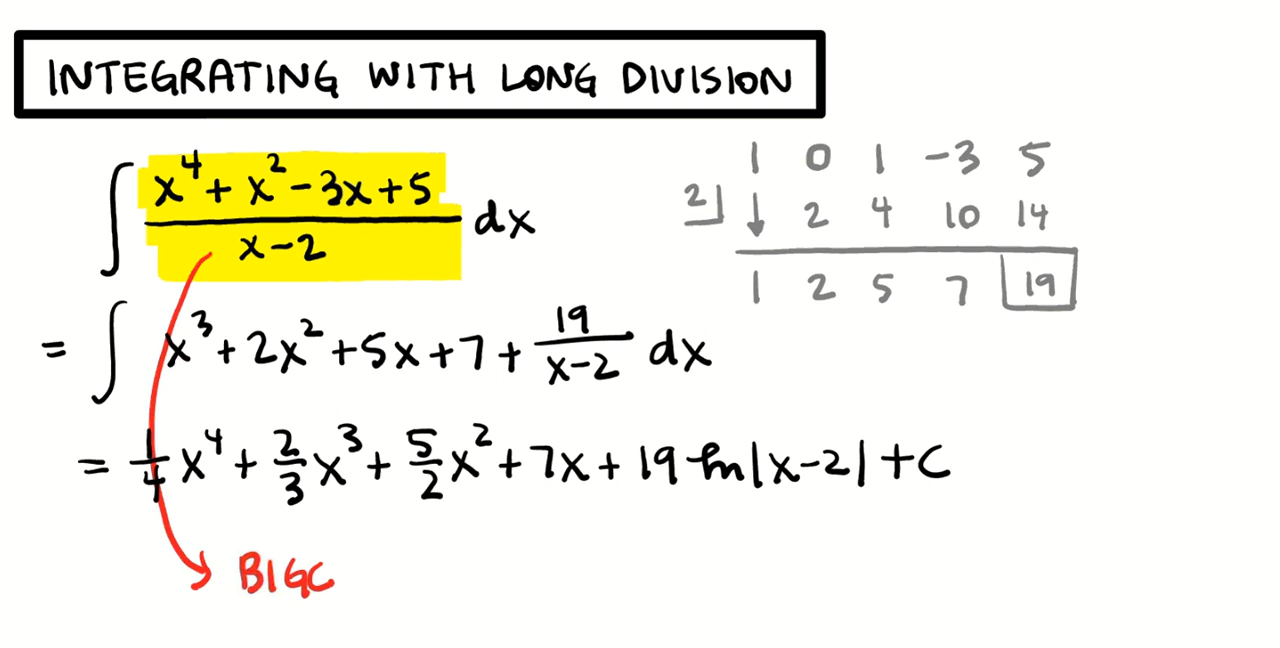 INTEGRATING WITH LONG DIVISION
∫ (x⁴ + x² - 3x + 5)/(x - 2) dx
1 0 1 -3 5
2⌋ ↓ 2 4 10 14
1 2 5 7 19
= ∫ x³ + 2x² + 5x + 7 + 19/(x - 2) dx
= 1/4 x⁴ + 2/3 x³ + 5/2 x² + 7x + 19 ln|x - 2| + C
BIGC